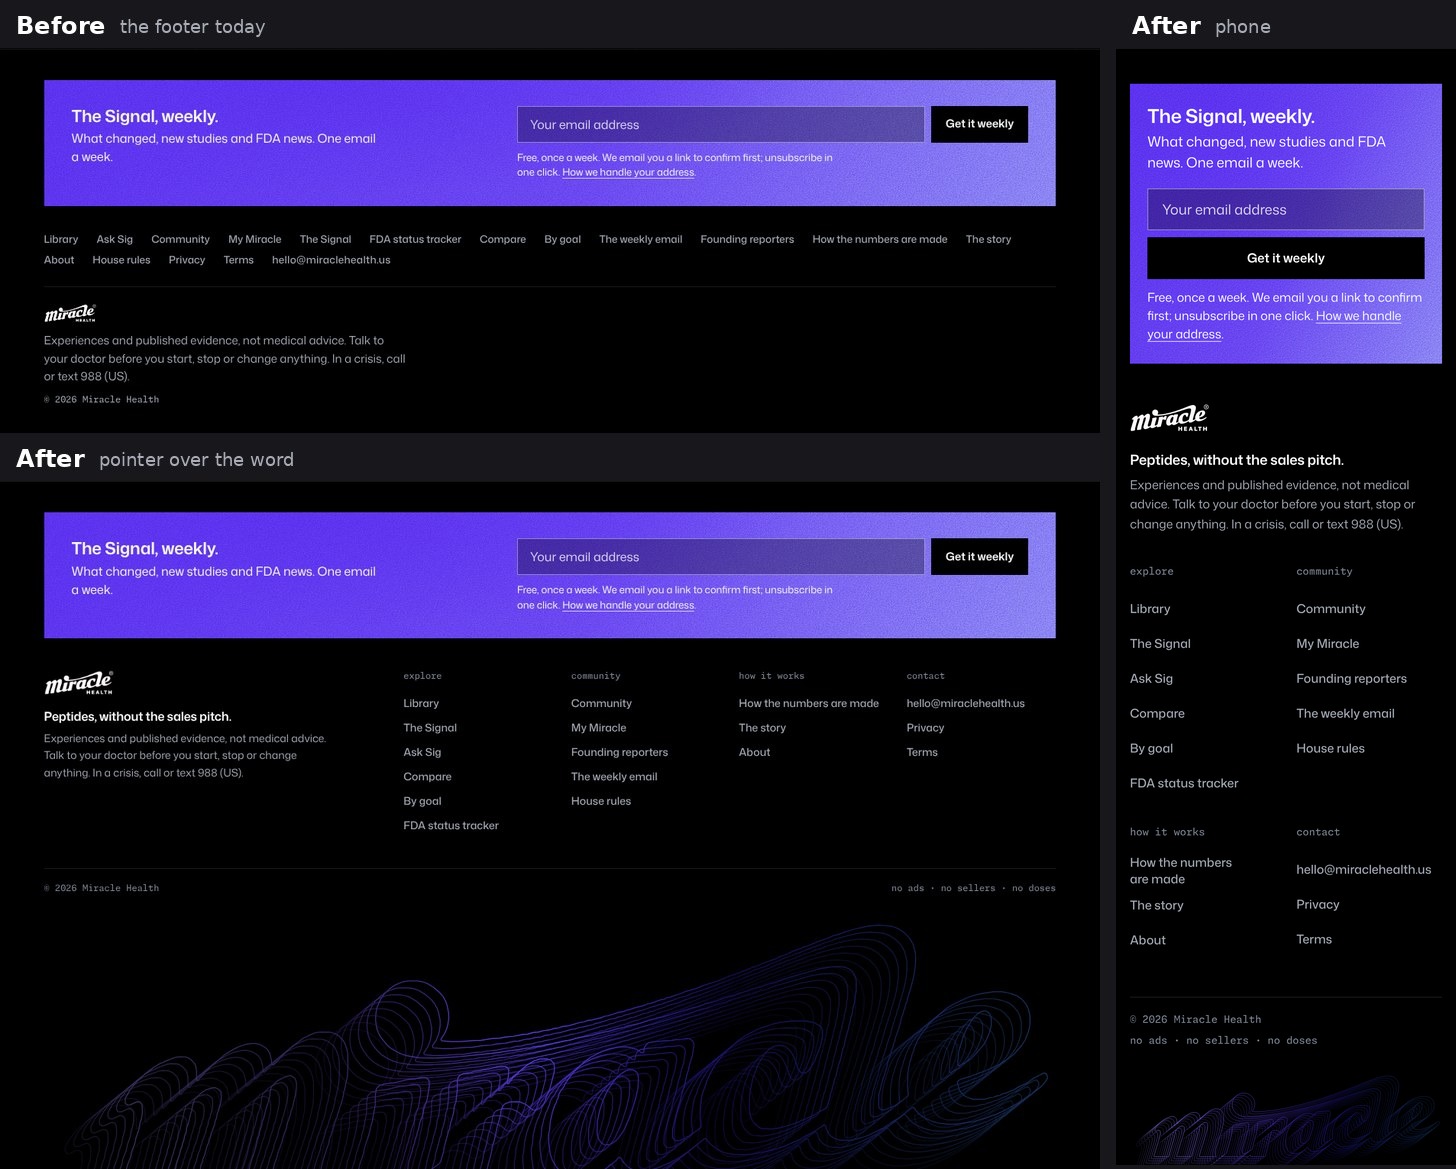 Before the footer today
The Signal, weekly.
What changed, new studies and FDA news. One email
a week.
Your email address
Get it weekly
Free, once a week. We email you a link to confirm first; unsubscribe in
one click. How we handle your address.
Library Ask Sig Community My Miracle The Signal FDA status tracker Compare By goal The weekly email Founding reporters How the numbers are made The story
About House rules Privacy Terms hello@miraclehealth.us
miracle®
HEALTH
Experiences and published evidence, not medical advice. Talk to
your doctor before you start, stop or change anything. In a crisis, call
or text 988 (US).
© 2026 Miracle Health
After pointer over the word
The Signal, weekly.
What changed, new studies and FDA news. One email
a week.
Your email address
Get it weekly
Free, once a week. We email you a link to confirm first; unsubscribe in
one click. How we handle your address.
miracle®
HEALTH
Peptides, without the sales pitch.
Experiences and published evidence, not medical advice.
Talk to your doctor before you start, stop or change
anything. In a crisis, call or text 988 (US).
explore
Library
The Signal
Ask Sig
Compare
By goal
FDA status tracker
community
Community
My Miracle
Founding reporters
The weekly email
House rules
how it works
How the numbers are made
The story
About
contact
hello@miraclehealth.us
Privacy
Terms
© 2026 Miracle Health
no ads · no sellers · no doses
miracle
After phone
The Signal, weekly.
What changed, new studies and FDA
news. One email a week.
Your email address
Get it weekly
Free, once a week. We email you a link to confirm
first; unsubscribe in one click. How we handle
your address.
miracle®
HEALTH
Peptides, without the sales pitch.
Experiences and published evidence, not medical
advice. Talk to your doctor before you start, stop or
change anything. In a crisis, call or text 988 (US).
explore
Library
The Signal
Ask Sig
Compare
By goal
FDA status tracker
community
Community
My Miracle
Founding reporters
The weekly email
House rules
how it works
How the numbers
are made
The story
About
contact
hello@miraclehealth.us
Privacy
Terms
© 2026 Miracle Health
no ads · no sellers · no doses
miracle